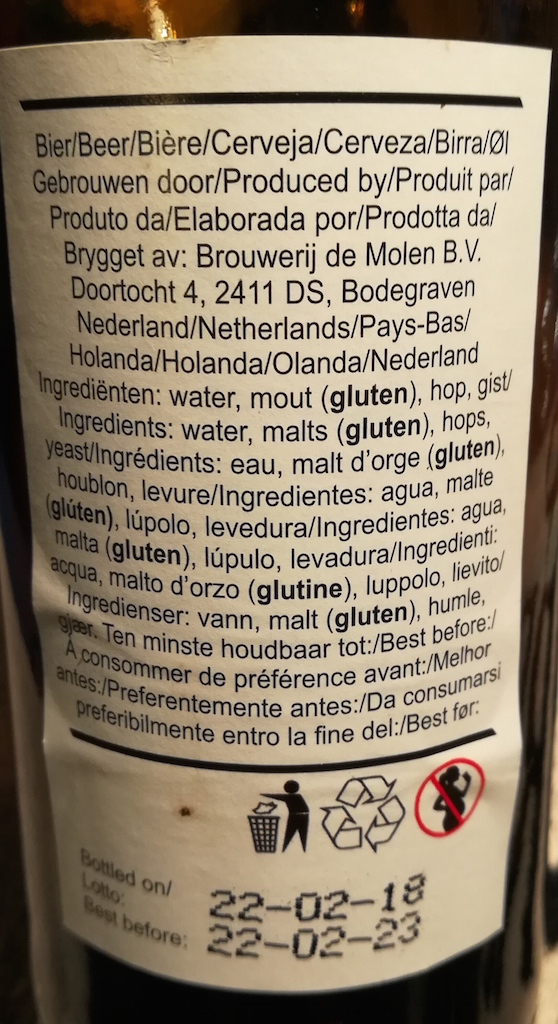 Bier/Beer/Bière/Cerveja/Cerveza/Birra/Øl
Gebrouwen door/Produced by/Produit par/
Produto da/Elaborada por/Prodotta da/
Brygget av: Brouwerij de Molen B.V.
Doortocht 4, 2411 DS, Bodegraven
Nederland/Netherlands/Pays-Bas/
Holanda/Holanda/Olanda/Nederland
Ingrediënten: water, mout (gluten), hop, gist/
Ingredients: water, malts (gluten), hops,
yeast/Ingrédients: eau, malt d'orge (gluten),
houblon, levure/Ingredientes: agua, malte
(glúten), lúpolo, levedura/Ingredientes: agua,
malta (gluten), lúpulo, levadura/Ingredienti:
acqua, malto d'orzo (glutine), luppolo, lievito/
Ingredienser: vann, malt (gluten), humle,
gjær. Ten minste houdbaar tot:/Best before:/
À consommer de préférence avant:/Melhor
antes:/Preferentemente antes:/Da consumarsi
preferibilmente entro la fine del:/Best før:
Bottled on/
Lotto: 22-02-18
Best before: 22-02-23